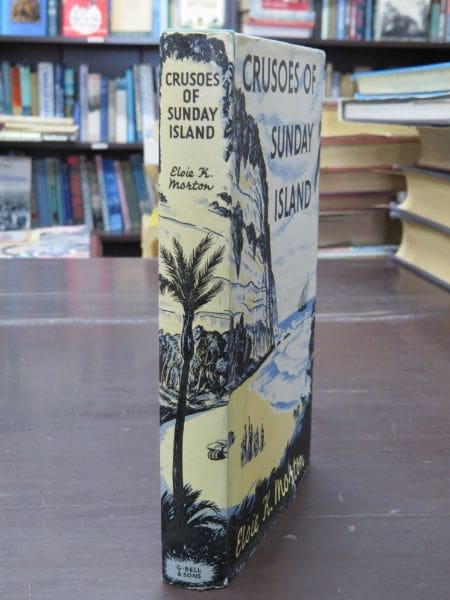 CRUSOES
OF
SUNDAY
ISLAND
Elsie K.
Morton
G·BELL
& SONS
CRUSOES OF
SUNDAY
ISLAND
Elsie K. Morton